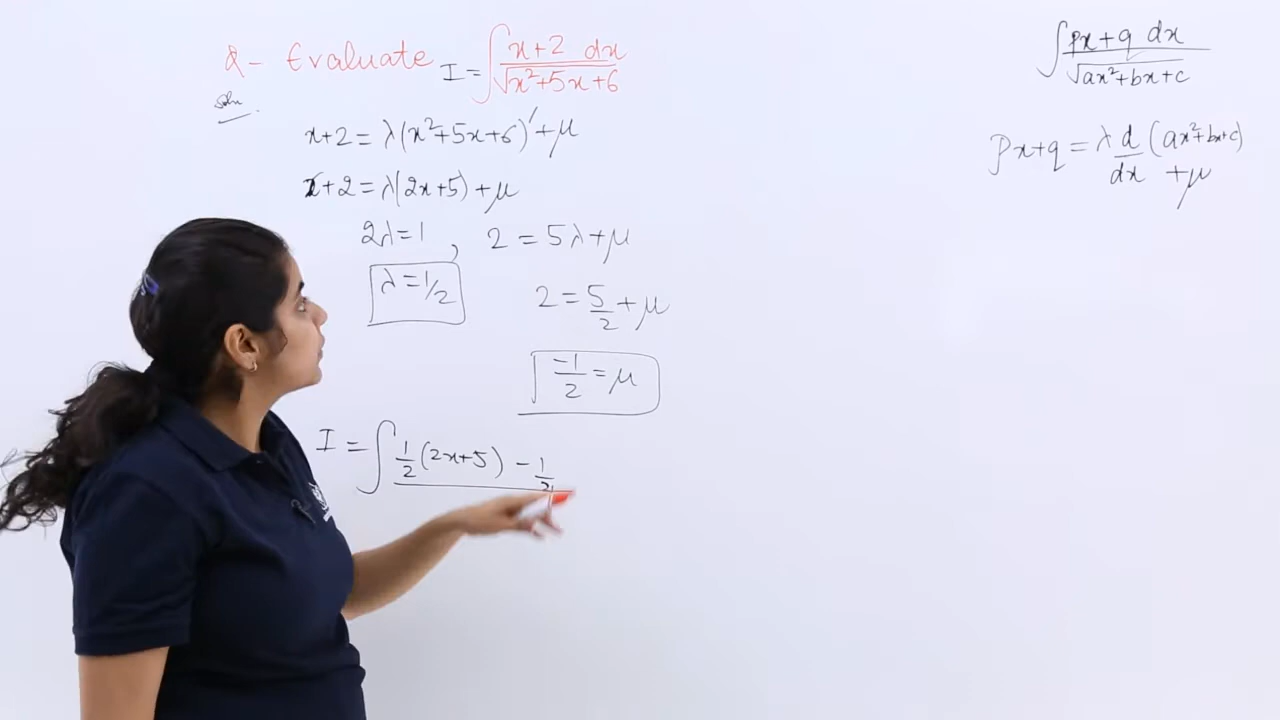 Q- Evaluate I = ∫ x+2 dx / √x²+5x+6
Soln.
x+2 = λ(x²+5x+6)' + μ
x+2 = λ(2x+5) + μ
2λ=1 , 2 = 5λ+μ
λ = 1/2
2 = 5/2 + μ
-1/2 = μ
I = ∫ 1/2 (2x+5) - 1/2
∫ px+q dx / √ax²+bx+c
px+q = λ d/dx (ax²+bx+c)
+μ